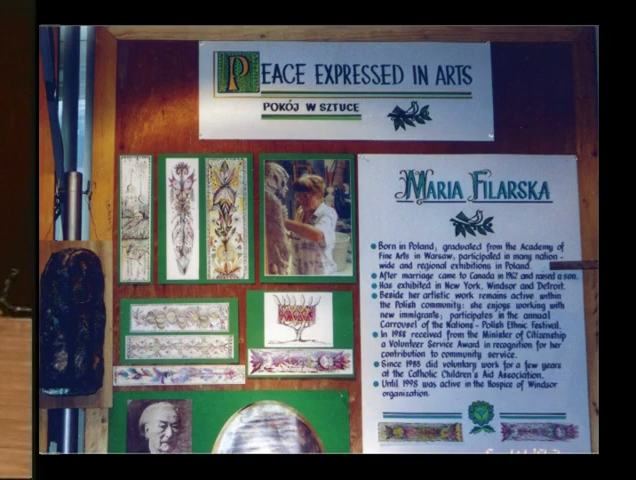 PEACE EXPRESSED IN ARTS
POKÓJ W SZTUCE
MARIA FILARSKA
Born in Poland; graduated from the Academy of
Fine Arts in Warsaw, participated in many nation-
wide and regional exhibitions in Poland.
After marriage came to Canada in 1962 and raised a son.
Has exhibited in New York, Windsor and Detroit.
Beside her artistic work remains active within
the Polish community: she enjoys working with
new immigrants; participates in the annual
Carrousel of the Nations - Polish Ethnic Festival.
In 1988 received from the Minister of Citizenship
a Volunteer Service Award in recognition for her
contribution to community service.
Since 1985 did voluntary work for a few years
at the Catholic Children's Aid Association.
Until 1998 was active in the Hospice of Windsor
organization.